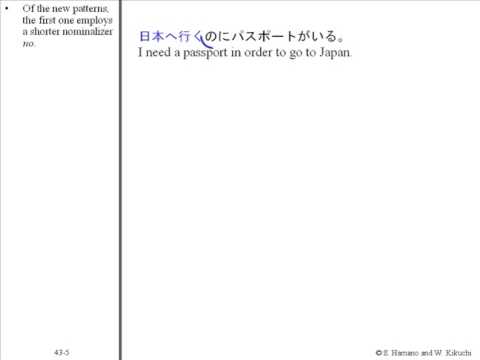 • Of the new patterns,
the first one employs
a shorter nominalizer
no.
日本へ行くのにパスポートがいる。
I need a passport in order to go to Japan.
43-5
© S. Hamano and W. Kikuchi